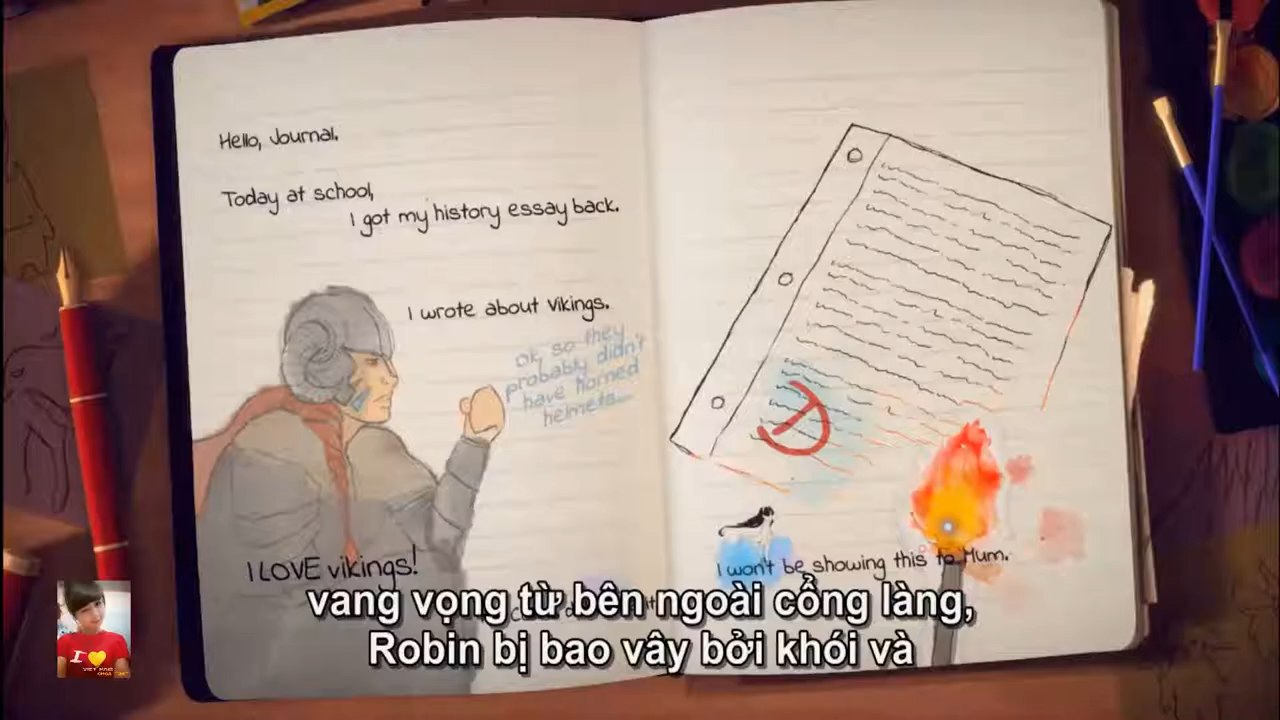 Hello, Journal.
Today at school,
I got my history essay back.
I wrote about vikings.
ok, so they
probably didn't
have horned
helmets...
I LOVE vikings!
D
I won't be showing this to Mum.
vang vọng từ bên ngoài cổng làng,
Robin bị bao vây bởi khói và
I